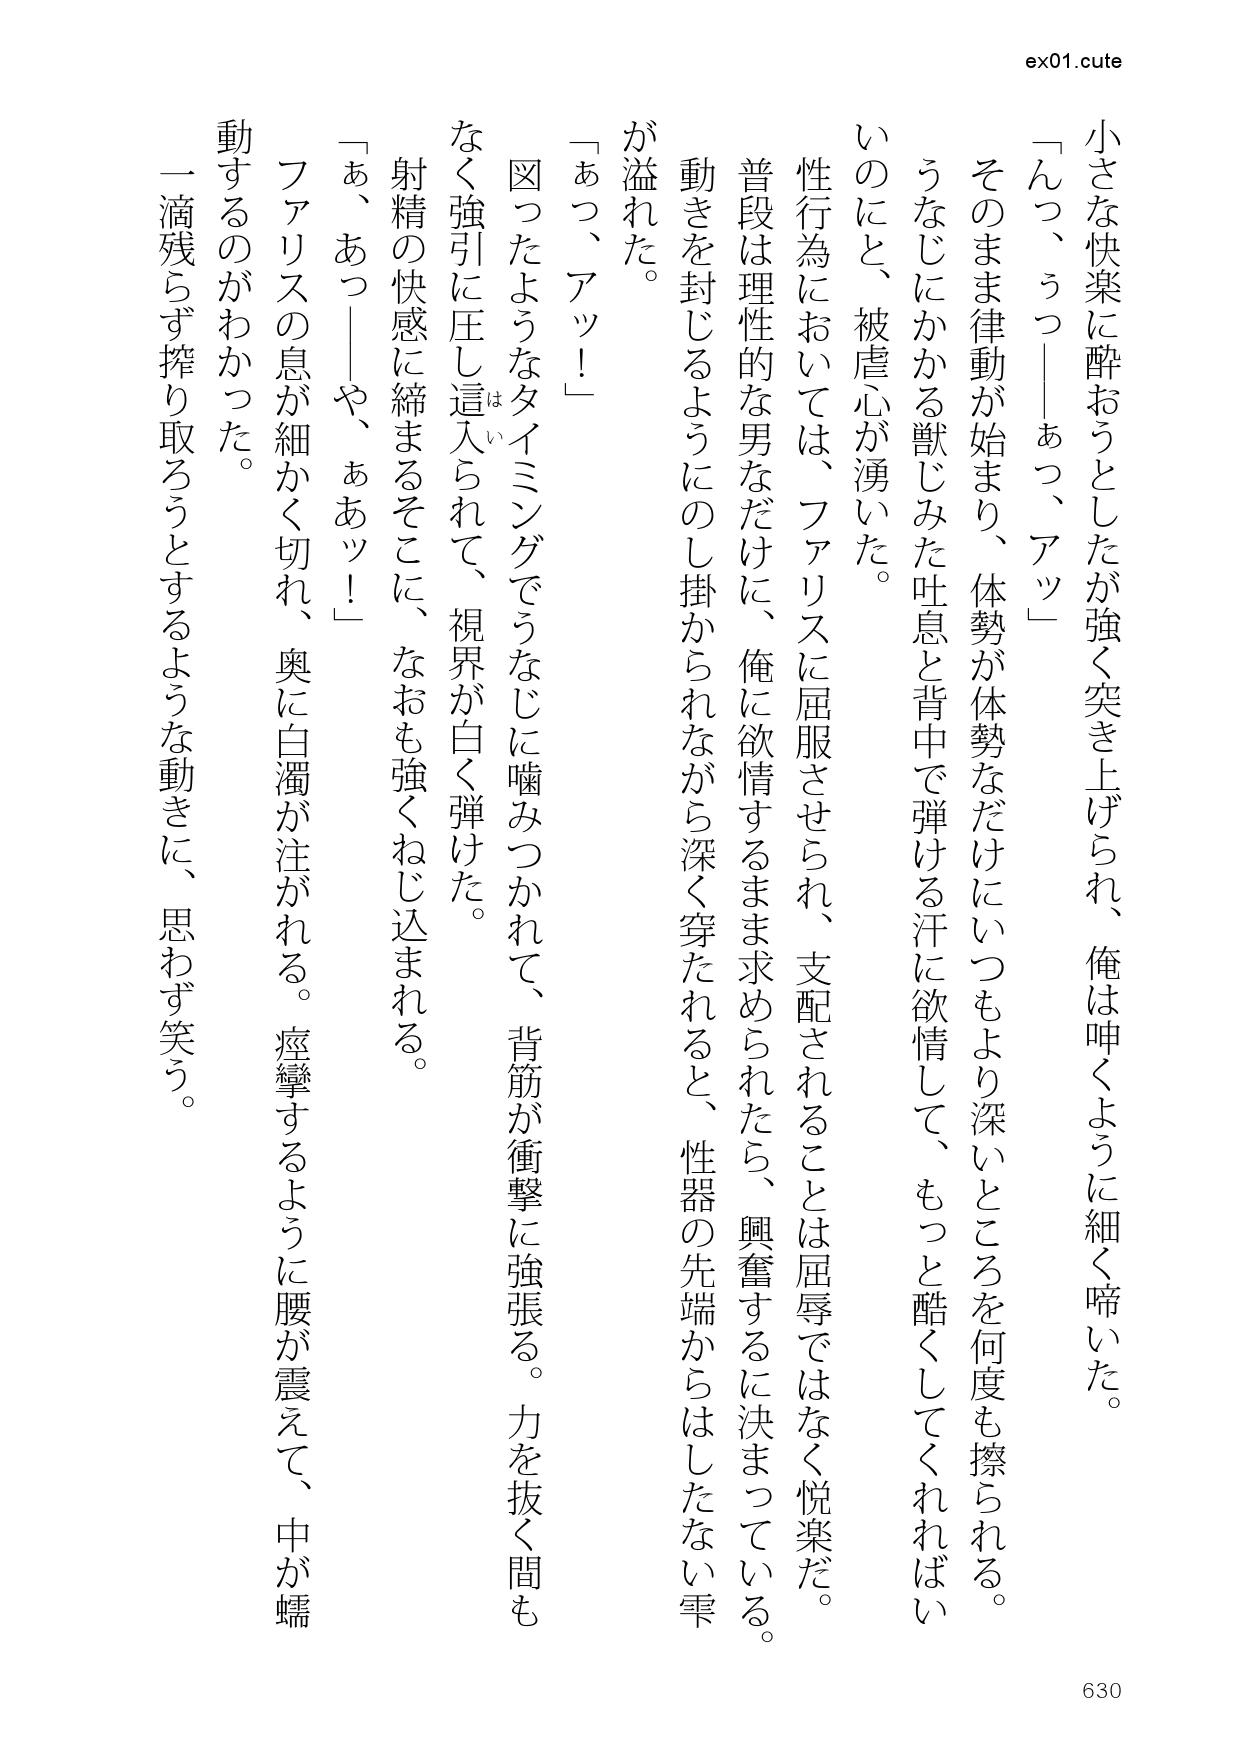 ex01.cute
小さな快楽に酔おうとしたが強く突き上げられ、俺は呻くように細く啼いた。
「んっ、ぅっ――ぁっ、アッ」
そのまま律動が始まり、体勢が体勢なだけにいつもより深いところを何度も擦られる。
うなじにかかる獣じみた吐息と背中で弾ける汗に欲情して、もっと酷くしてくれればい
いのにと、被虐心が湧いた。
性行為においては、ファリスに屈服させられ、支配されることは屈辱ではなく悦楽だ。
普段は理性的な男なだけに、俺に欲情するまま求められたら、興奮するに決まっている。
動きを封じるようにのし掛かられながら深く穿たれると、性器の先端からはしたない雫
が溢れた。
「ぁっ、アッ！」
図ったようなタイミングでうなじに噛みつかれて、背筋が衝撃に強張る。力を抜く間も
なく強引に圧し這入られて、視界が白く弾けた。
はい
射精の快感に締まるそこに、なおも強くねじ込まれる。
「ぁ、あっ――や、ぁあッ！」
ファリスの息が細かく切れ、奥に白濁が注がれる。痙攣するように腰が震えて、中が蠕
動するのがわかった。
一滴残らず搾り取ろうとするような動きに、思わず笑う。
630